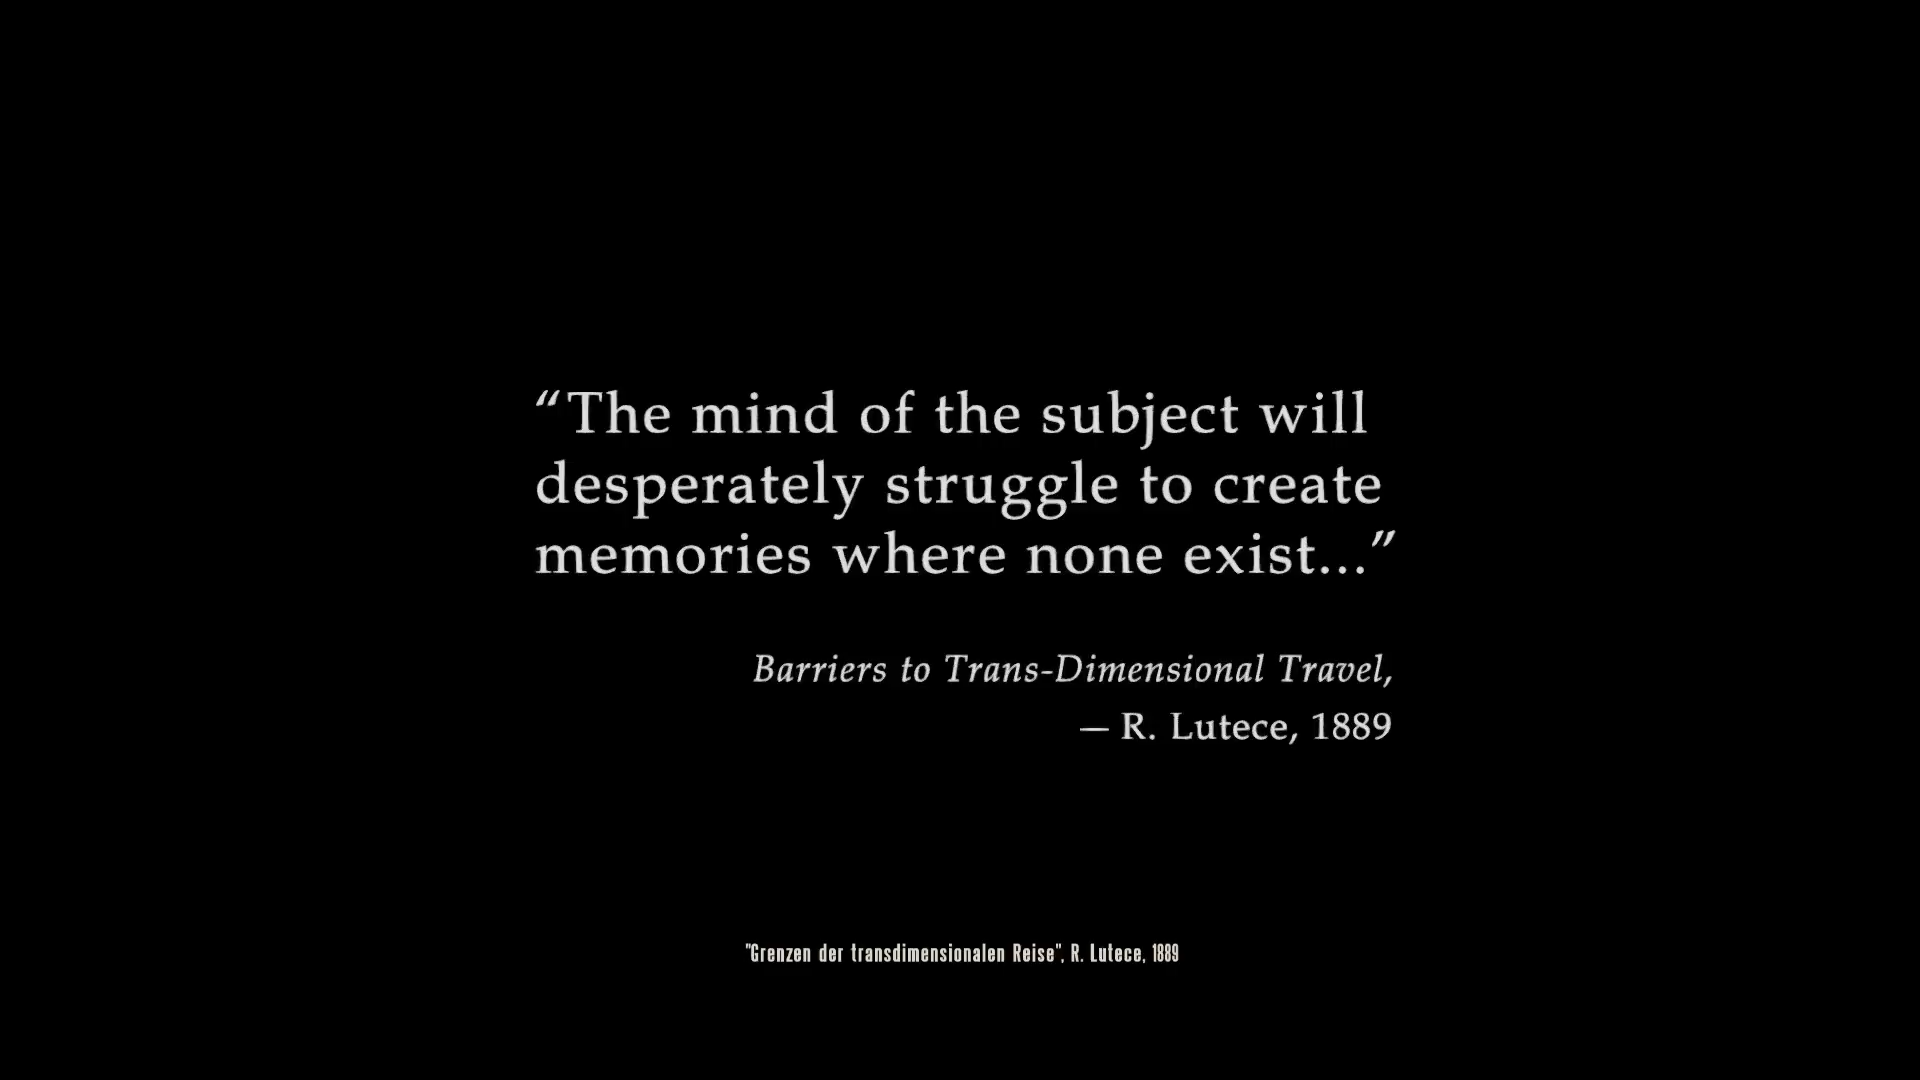 “The mind of the subject will
desperately struggle to create
memories where none exist...”
Barriers to Trans-Dimensional Travel,
— R. Lutece, 1889
"Grenzen der transdimensionalen Reise", R. Lutece, 1889